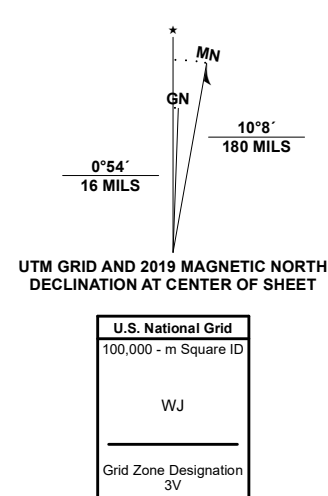 ★
MN
GN
10°8´
180 MILS
0°54´
16 MILS
UTM GRID AND 2019 MAGNETIC NORTH
DECLINATION AT CENTER OF SHEET
U.S. National Grid
100,000 - m Square ID
WJ
Grid Zone Designation
3V